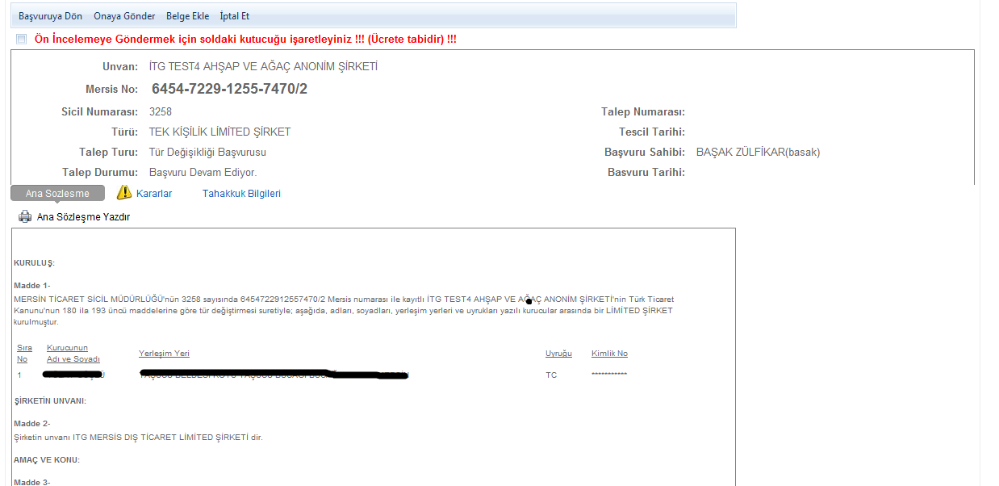 Başvuruya Dön Onaya Gönder Belge Ekle İptal Et
Ön İncelemeye Göndermek için soldaki kutucuğu işaretleyiniz !!! (Ücrete tabidir) !!!
Unvan: İTG TEST4 AHŞAP VE AĞAÇ ANONİM ŞİRKETİ
Mersis No: 6454-7229-1255-7470/2
Sicil Numarası: 3258 Talep Numarası:
Türü: TEK KİŞİLİK LİMİTED ŞİRKET Tescil Tarihi:
Talep Turu: Tür Değişikliği Başvurusu Başvuru Sahibi: BAŞAK ZÜLFİKAR(basak)
Talep Durumu: Başvuru Devam Ediyor. Basvuru Tarihi:
Ana Sozlesme Kararlar Tahakkuk Bilgileri
Ana Sözleşme Yazdır
KURULUŞ:
Madde 1-
MERSİN TİCARET SİCİL MÜDÜRLÜĞÜ'nün 3258 sayısında 6454722912557470/2 Mersis numarası ile kayıtlı İTG TEST4 AHŞAP VE AĞAÇ ANONİM ŞİRKETİ'nin Türk Ticaret
Kanunu'nun 180 ila 193 üncü maddelerine göre tür değiştirmesi suretiyle; aşağıda, adları, soyadları, yerleşim yerleri ve uyrukları yazılı kurucular arasında bir LİMİTED ŞİRKET
kurulmuştur.
Sıra No Kurucunun Adı ve Soyadı Yerleşim Yeri Uyruğu Kimlik No
1 TC ***********
ŞİRKETİN UNVANI:
Madde 2-
Şirketin unvanı ITG MERSİS DIŞ TİCARET LİMİTED ŞİRKETİ dir.
AMAÇ VE KONU:
Madde 3-